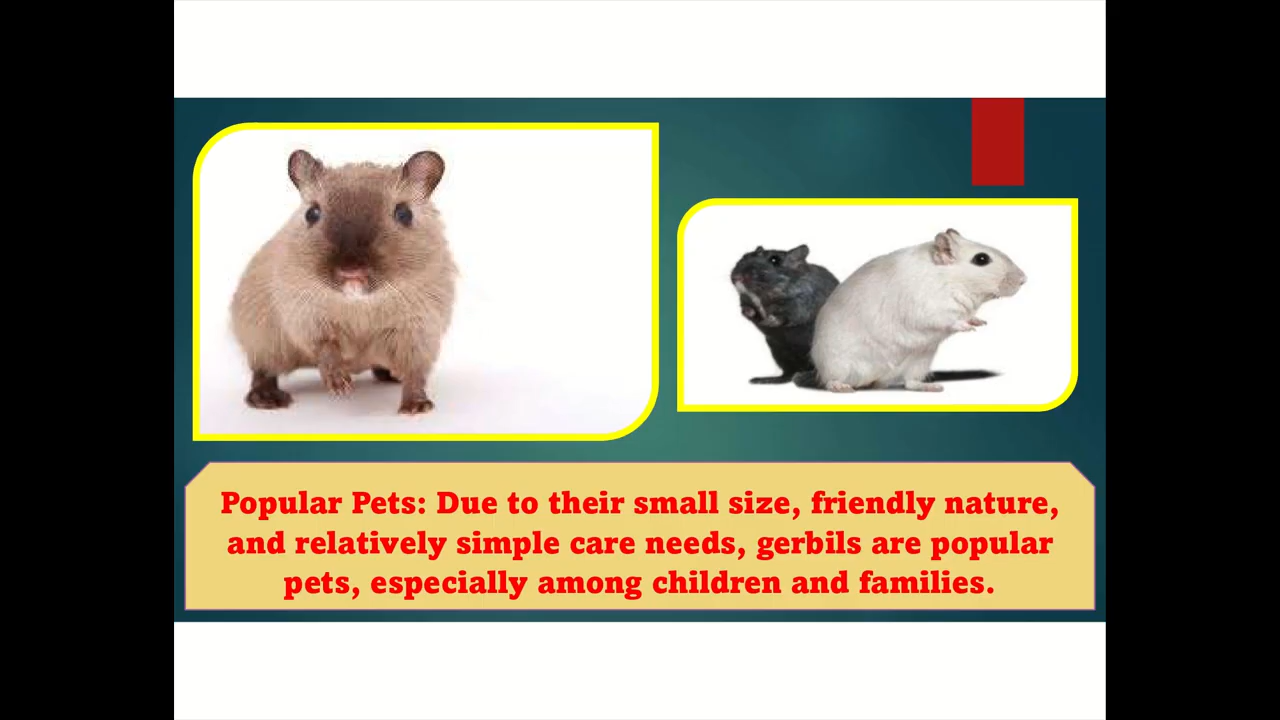 Popular Pets: Due to their small size, friendly nature,
and relatively simple care needs, gerbils are popular
pets, especially among children and families.